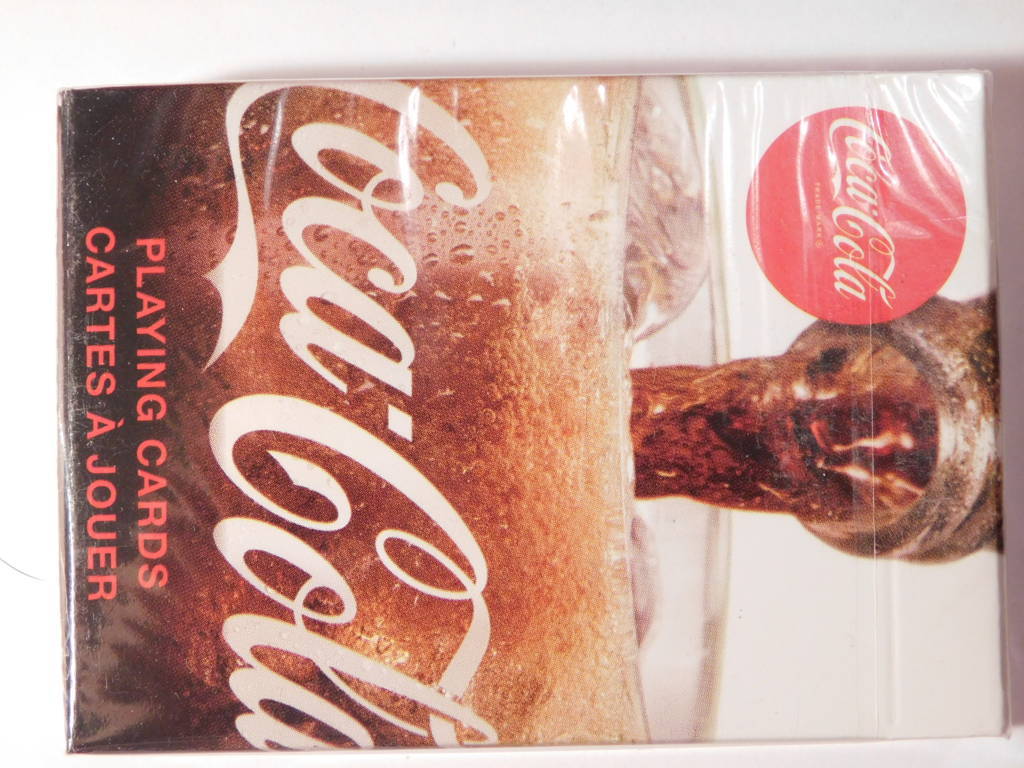 Coca-Cola
TRADE MARK ®
Coca-Cola
PLAYING CARDS
CARTES À JOUER